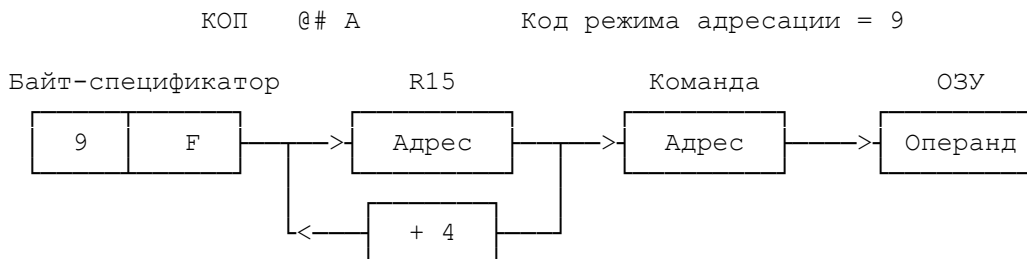 КОП @# A Код режима адресации = 9
Байт-спецификатор R15 Команда ОЗУ
9 F Адрес Адрес Операнд
+ 4